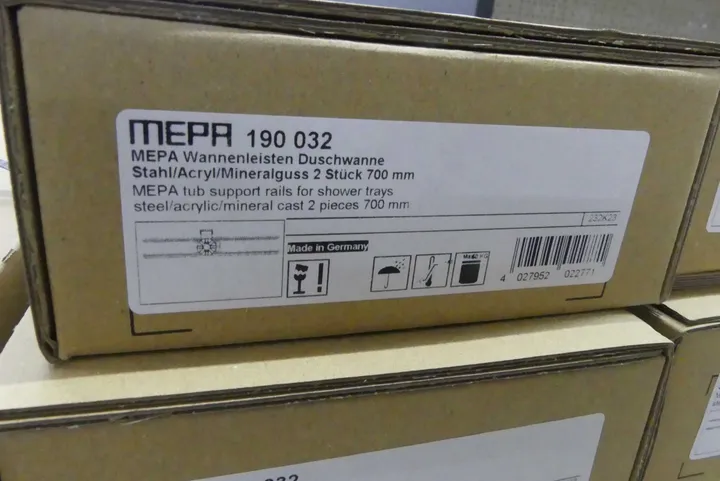 MEPA 190 032
MEPA Wannenleisten Duschwanne
Stahl/Acryl/Mineralguss 2 Stück 700 mm
MEPA tub support rails for shower trays
steel/acrylic/mineral cast 2 pieces 700 mm
Made in Germany
4 027952 022771
032